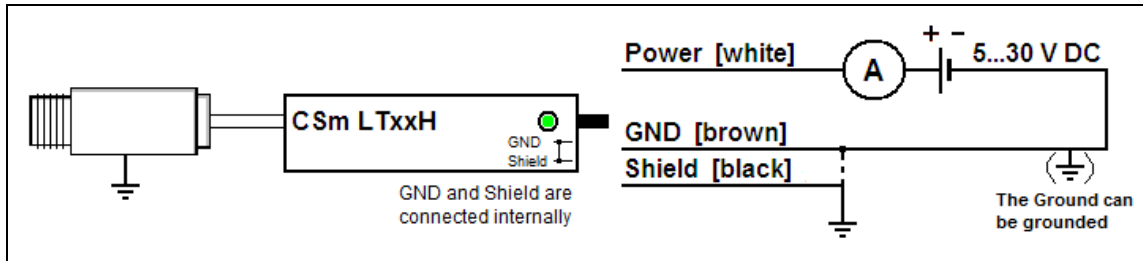 Power [white]
A
+ -
5...30 V DC
CSm LTxxH
GND
Shield
GND [brown]
Shield [black]
GND and Shield are
connected internally
( )
The Ground can
be grounded